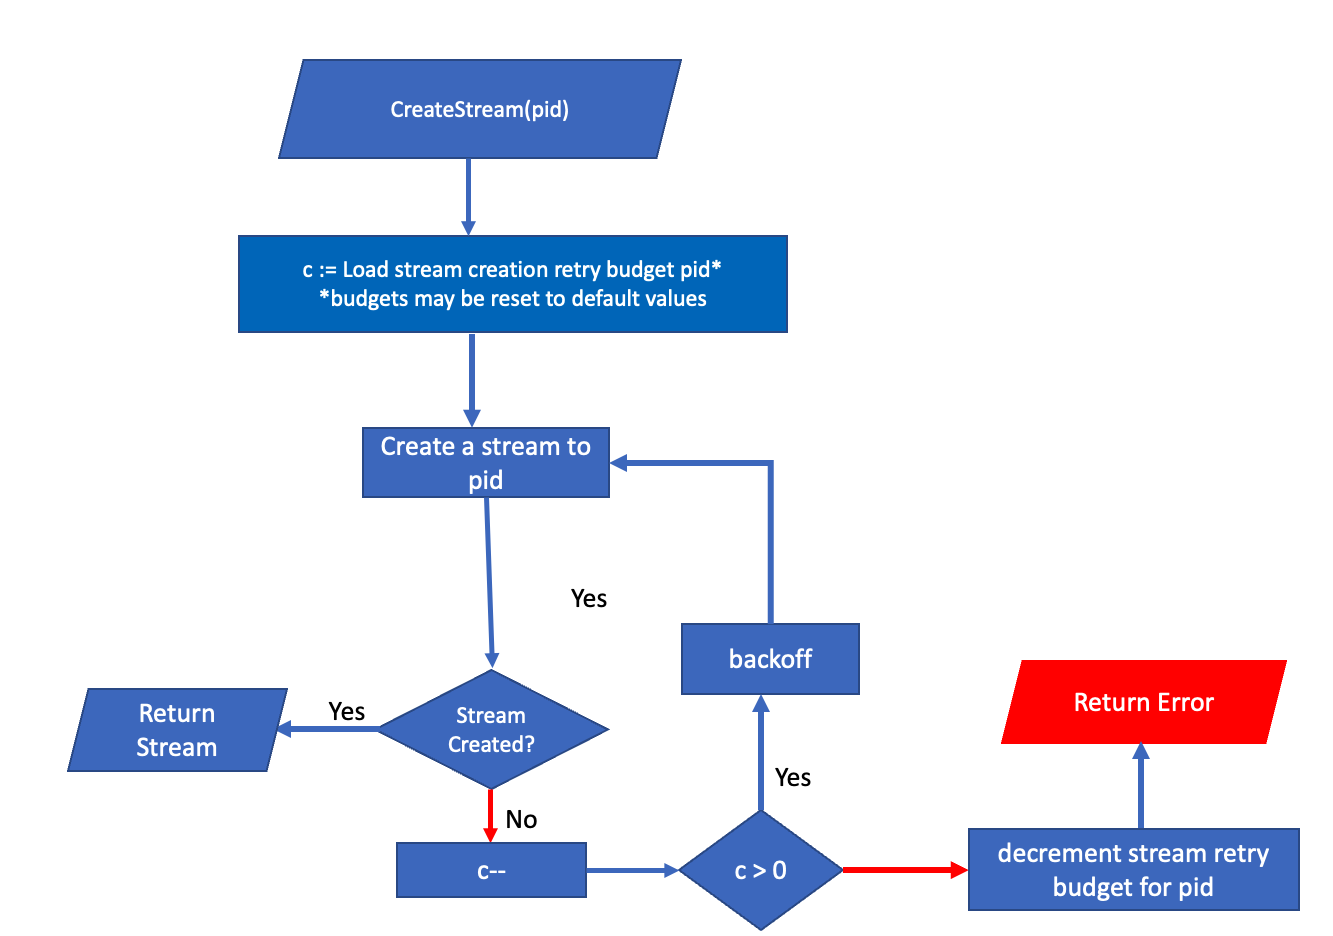 CreateStream(pid)
c := Load stream creation retry budget pid*
*budgets may be reset to default values
Create a stream to
pid
Yes
backoff
Return Error
Return
Stream
Yes
Stream
Created?
Yes
No
c--
c > 0
decrement stream retry
budget for pid